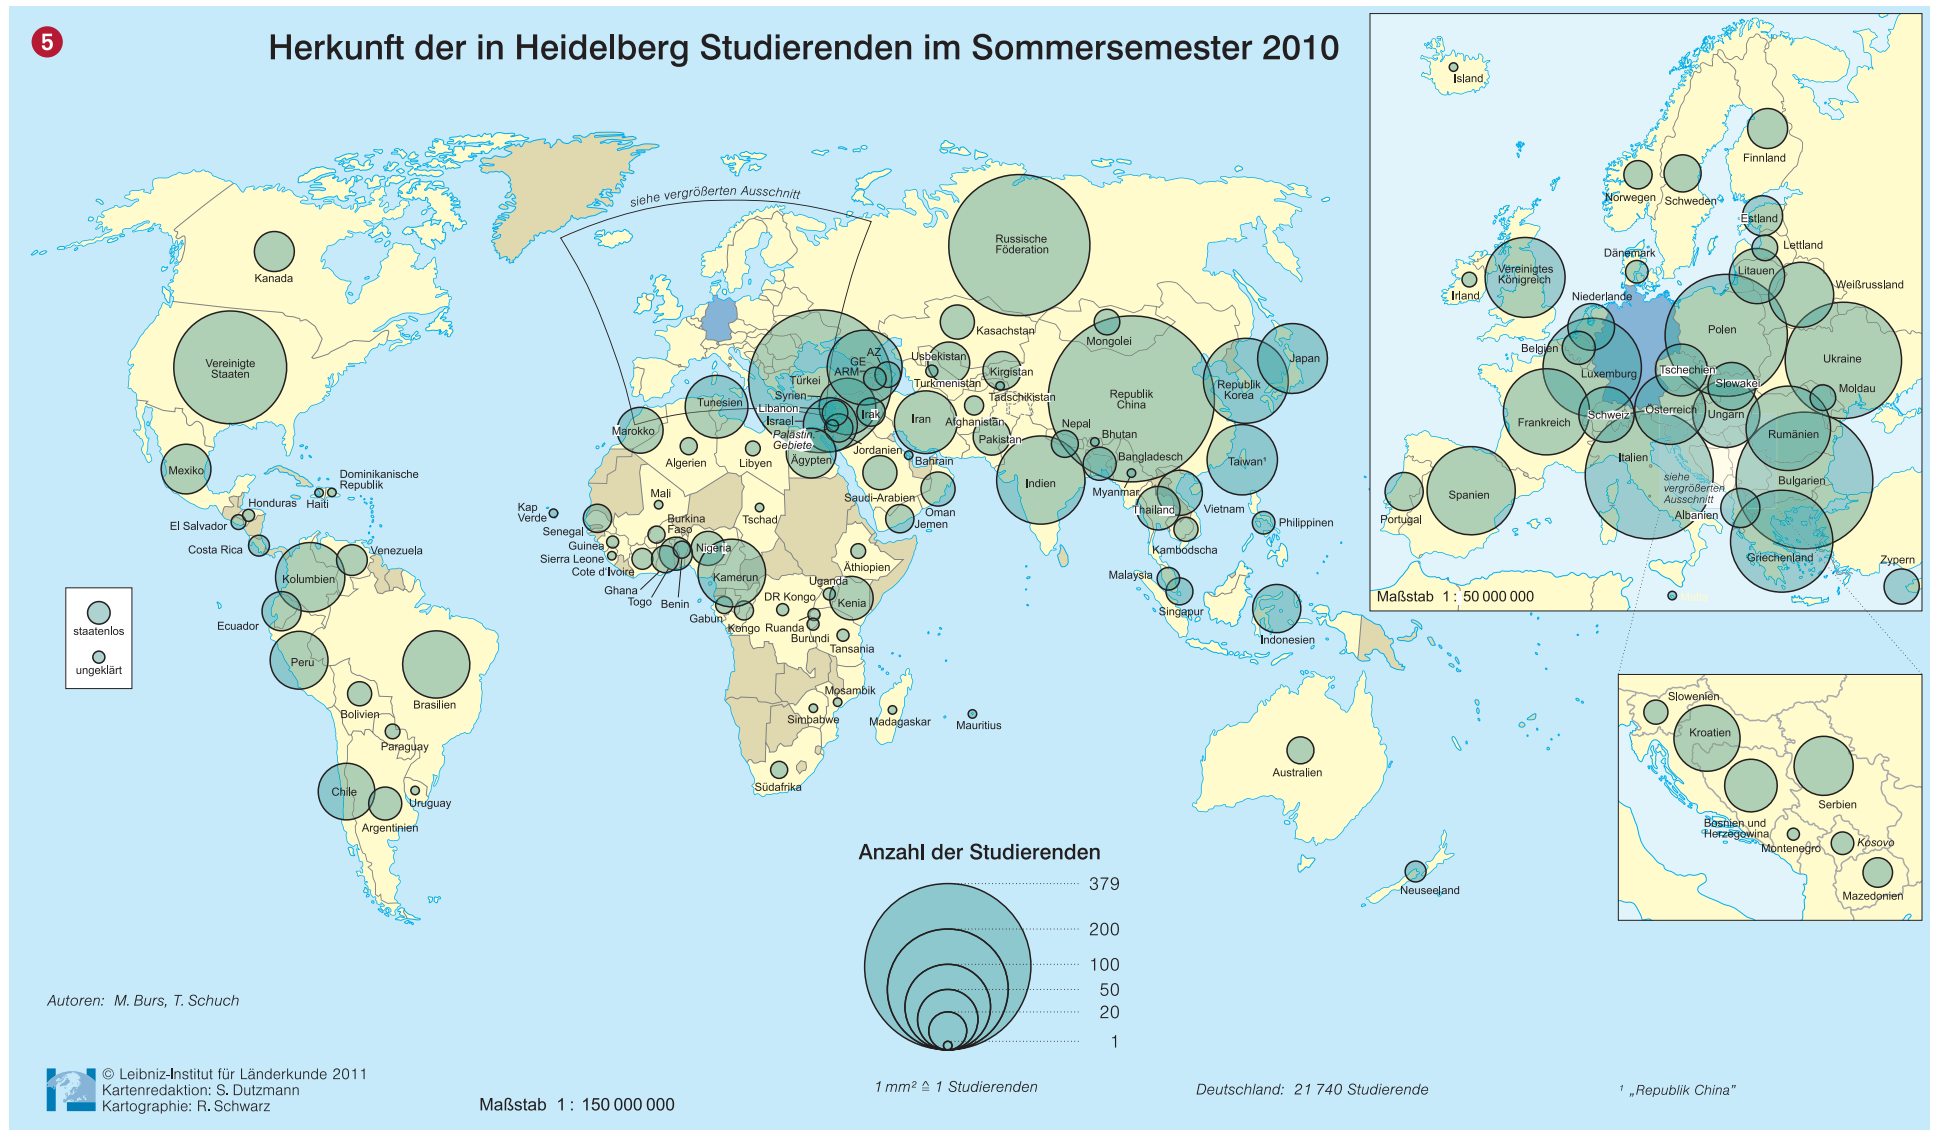 5
Herkunft der in Heidelberg Studierenden im Sommersemester 2010
siehe vergrößerten Ausschnitt
Kanada
Vereinigte
Staaten
Mexiko
Dominikanische
Republik
Haiti
Honduras
El Salvador
Costa Rica
Venezuela
Kolumbien
Ecuador
Peru
Brasilien
Bolivien
Paraguay
Chile
Uruguay
Argentinien
staatenlos
ungeklärt
Russische
Föderation
Kasachstan
Mongolei
Usbekistan
Kirgistan
Turkmenistan
Tadschikistan
AZ
GE
ARM
Türkei
Syrien
Libanon
Israel
Irak
Palästin.
Gebiete
Ägypten
Jordanien
Iran
Afghanistan
Pakistan
Bahrain
Saudi-Arabien
Oman
Jemen
Republik
China
Republik
Korea
Japan
Taiwan¹
Nepal
Bhutan
Bangladesch
Indien
Myanmar
Thailand
Vietnam
Kambodscha
Philippinen
Malaysia
Singapur
Indonesien
Tunesien
Marokko
Algerien
Libyen
Kap
Verde
Senegal
Mali
Burkina
Faso
Tschad
Guinea
Sierra Leone
Cote d'Ivoire
Ghana
Togo
Benin
Nigeria
Kamerun
Äthiopien
Uganda
Kenia
DR Kongo
Gabun
Kongo
Ruanda
Burundi
Tansania
Mosambik
Simbabwe
Madagaskar
Mauritius
Südafrika
Australien
Neuseeland
Island
Finnland
Norwegen
Schweden
Estland
Lettland
Litauen
Dänemark
Vereinigtes
Königreich
Irland
Niederlande
Weißrussland
Belgien
Polen
Ukraine
Luxemburg
Tschechien
Slowakei
Moldau
Frankreich
Schweiz
Österreich
Ungarn
Rumänien
Italien
siehe
vergrößerten
Ausschnitt
Bulgarien
Spanien
Portugal
Albanien
Griechenland
Zypern
Maßstab 1 : 50 000 000
Slowenien
Kroatien
Serbien
Bosnien und
Herzegowina
Montenegro
Kosovo
Mazedonien
Anzahl der Studierenden
379
200
100
50
20
1
1 mm² ≙ 1 Studierenden
Deutschland: 21 740 Studierende
¹ „Republik China”
Autoren: M. Burs, T. Schuch
© Leibniz-Institut für Länderkunde 2011
Kartenredaktion: S. Dutzmann
Kartographie: R. Schwarz
Maßstab 1 : 150 000 000